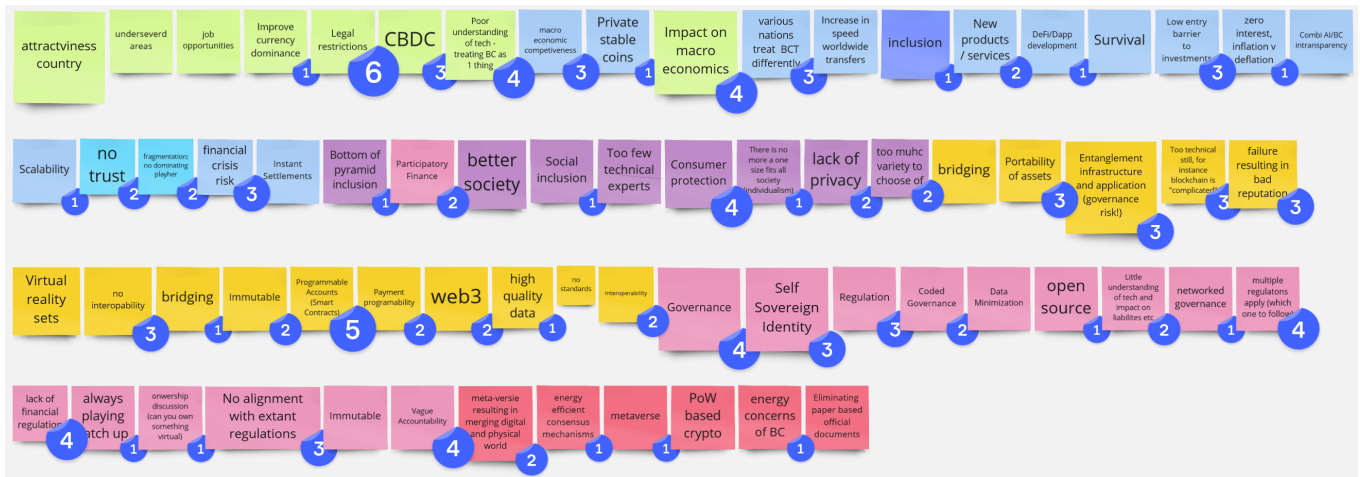 attractviness
country
underseverd
areas
job
opportunities
Improve
currency
dominance
1
Legal
restrictions
6
CBDC
3
Poor
understanding
of tech -
treating BC as
1 thing
4
macro
economic
competiveness
3
Private
stable
coins
1
Impact on
macro
economics
4
various
nations
treat BCT
differently
3
Increase in
speed
worldwide
transfers
inclusion
1
New
products
/ services
2
DeFi/Dapp
development
1
Survival
Low entry
barrier
to
investments
3
zero
interest,
inflation v
deflation
1
Combi AI/BC
intransparency
Scalability
1
no
trust
2
fragmentation;
no dominating
playher
2
financial
crisis
risk
3
Instant
Settlements
Bottom of
pyramid
inclusion
1
Participatory
Finance
2
better
society
Social
inclusion
1
Too few
technical
experts
Consumer
protection
4
There is no
more a one
size fits all
society
(individualism)
1
lack of
privacy
2
too muhc
variety to
choose of
2
bridging
Portability
of assets
3
Entanglement
infrastructure
and application
(governance
risk!)
3
Too technical
still, for
instance
blockchain is
"complicated"
3
failure
resulting in
bad
reputation
3
Virtual
reality
sets
no
interopability
3
bridging
1
Immutable
2
Programmable
Accounts
(Smart
Contracts)
5
Payment
programability
2
web3
2
high
quality
data
1
no
standards
Interoperability
2
Governance
4
Self
Sovereign
Identity
3
Regulation
3
Coded
Governance
2
Data
Minimization
open
source
1
Little
understanding
of tech and
impact on
liabilites etc
2
networked
governance
1
multiple
regulatons
apply (which
one to follow)
4
lack of
financial
regulation
4
always
playing
catch up
1
onwership
discussion
(can you own
something
virtual)
1
No alignment
with extant
regulations
3
Immutable
Vague
Accountability
4
meta-versie
resulting in
merging digital
and physical
world
2
energy
efficient
consensus
mechanisms
1
metaverse
1
PoW
based
crypto
energy
concerns
of BC
1
Eliminating
paper based
official
documents